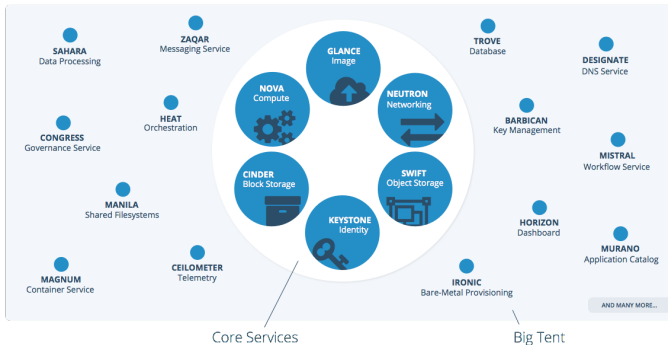 SAHARA
Data Processing
ZAQAR
Messaging Service
CONGRESS
Governance Service
HEAT
Orchestration
MANILA
Shared Filesystems
MAGNUM
Container Service
CEILOMETER
Telemetry
GLANCE
Image
NOVA
Compute
NEUTRON
Networking
CINDER
Block Storage
SWIFT
Object Storage
KEYSTONE
Identity
TROVE
Database
DESIGNATE
DNS Service
BARBICAN
Key Management
MISTRAL
Workflow Service
HORIZON
Dashboard
MURANO
Application Catalog
IRONIC
Bare-Metal Provisioning
AND MANY MORE...
Core Services
Big Tent